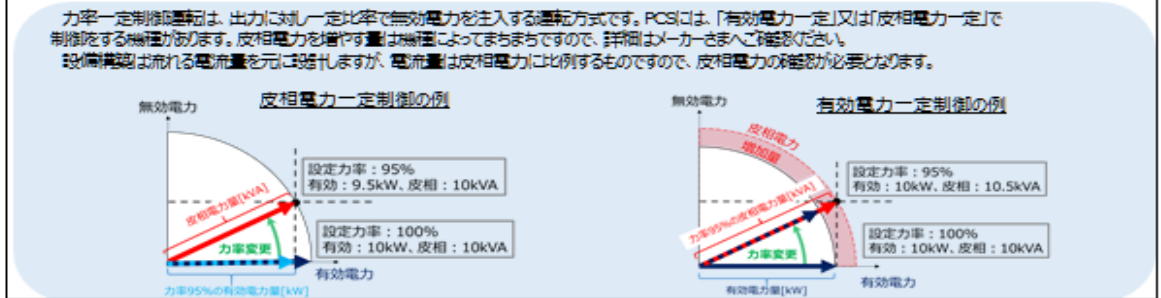 力率一定制御運転は、出力に対し一定比率で無効電力を注入する運転方式です。PCSには、「有効電力一定」又は「皮相電力一定」で
制御をする機種があります。皮相電力を増やす量は機種によってまちまちですので、詳細はメーカーさまへご確認ください。
設備構築は流れる電流量を元に設計しますが、電流量は皮相電力に比例するものですので、皮相電力の確認が必要となります。
皮相電力一定制御の例
無効電力
設定力率：95%
有効：9.5kW、皮相：10kVA
皮相電力量[kVA]
設定力率：100%
有効：10kW、皮相：10kVA
力率変更
有効電力
力率95%の有効電力量[kW]
有効電力一定制御の例
無効電力
皮相電力
増加量
設定力率：95%
有効：10kW、皮相：10.5kVA
力率95%の皮相電力量[kVA]
設定力率：100%
有効：10kW、皮相：10kVA
力率変更
有効電力
有効電力量[kW]